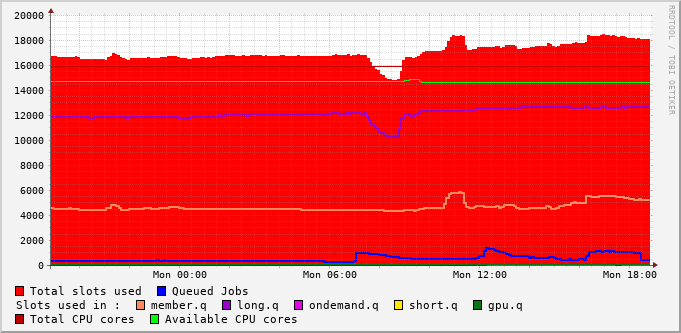 20000
18000
16000
14000
12000
10000
8000
6000
4000
2000
0
Mon 00:00 Mon 06:00 Mon 12:00 Mon 18:00
Total slots used Queued Jobs
Slots used in : member.q long.q ondemand.q short.q gpu.q
Total CPU cores Available CPU cores
RRDTOOL / TOBI OETIKER